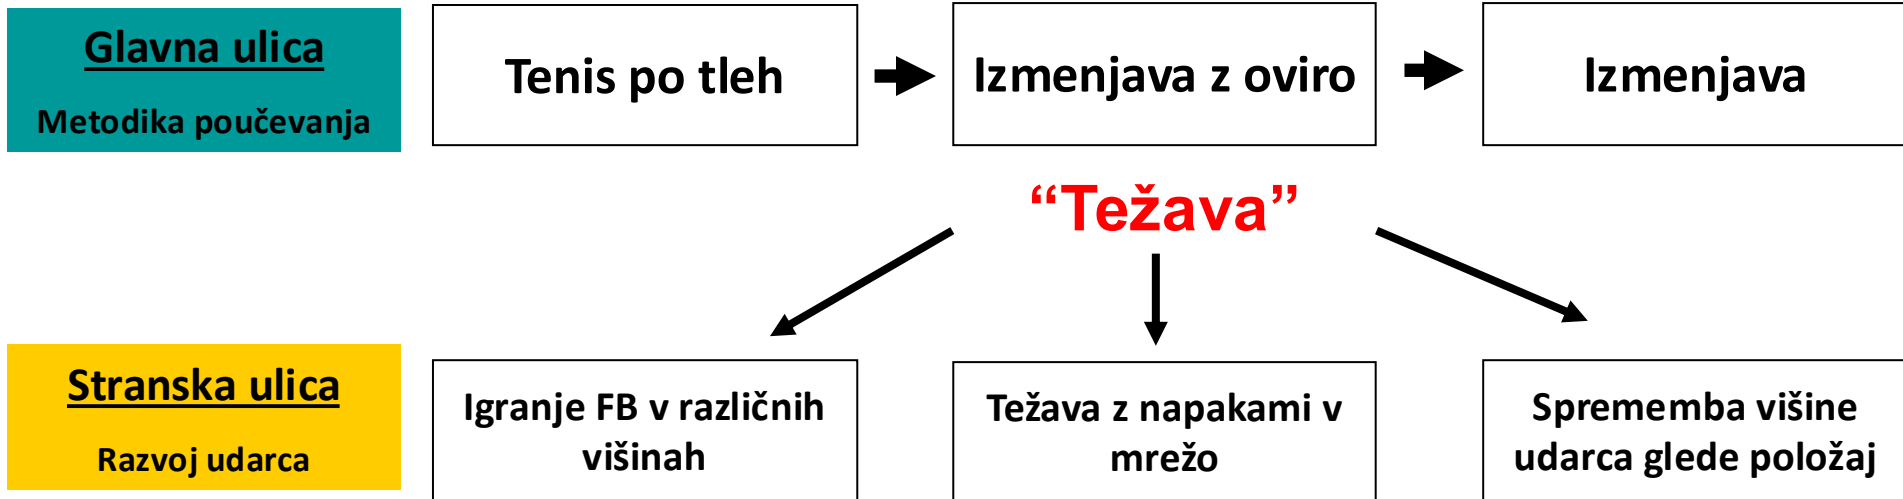 Glavna ulica
Metodika poučevanja
Tenis po tleh
Izmenjava z oviro
Izmenjava
“Težava”
Stranska ulica
Razvoj udarca
Igranje FB v različnih
višinah
Težava z napakami v
mrežo
Sprememba višine
udarca glede položaj